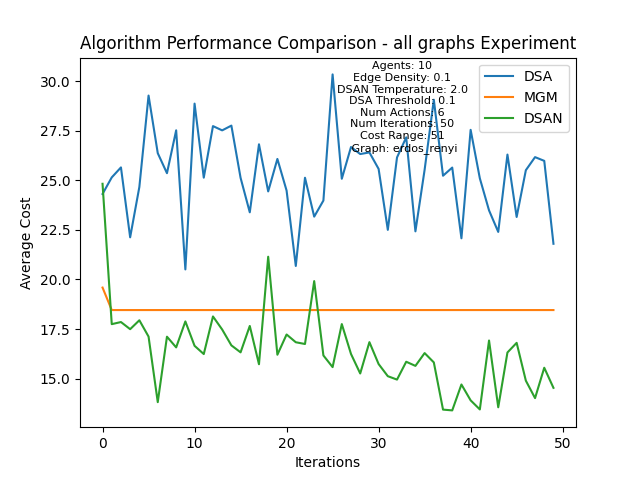 Algorithm Performance Comparison - all graphs Experiment
Agents: 10
Edge Density: 0.1
DSAN Temperature: 2.0
DSA Threshold: 0.1
Num Actions: 6
Num Iterations: 50
Cost Range: 51
Graph: erdos_renyi
DSA
MGM
DSAN
Average Cost
30.0
27.5
25.0
22.5
20.0
17.5
15.0
0
10
20
30
40
50
Iterations